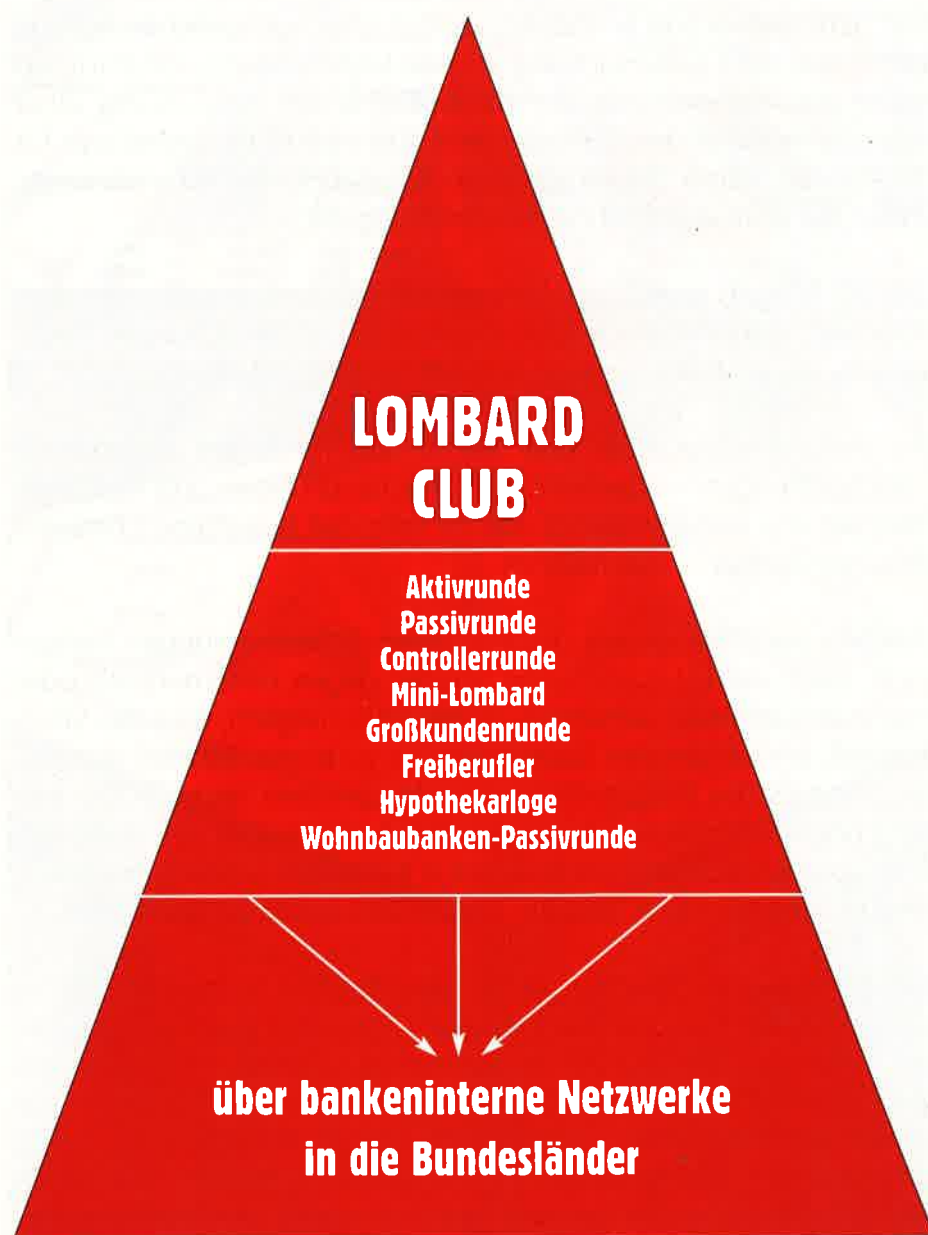 LOMBARD
CLUB
Aktivrunde
Passivrunde
Controllerrunde
Mini-Lombard
Großkundenrunde
Freiberufler
Hypothekarloge
Wohnbaubanken-Passivrunde
über bankeninterne Netzwerke
in die Bundesländer